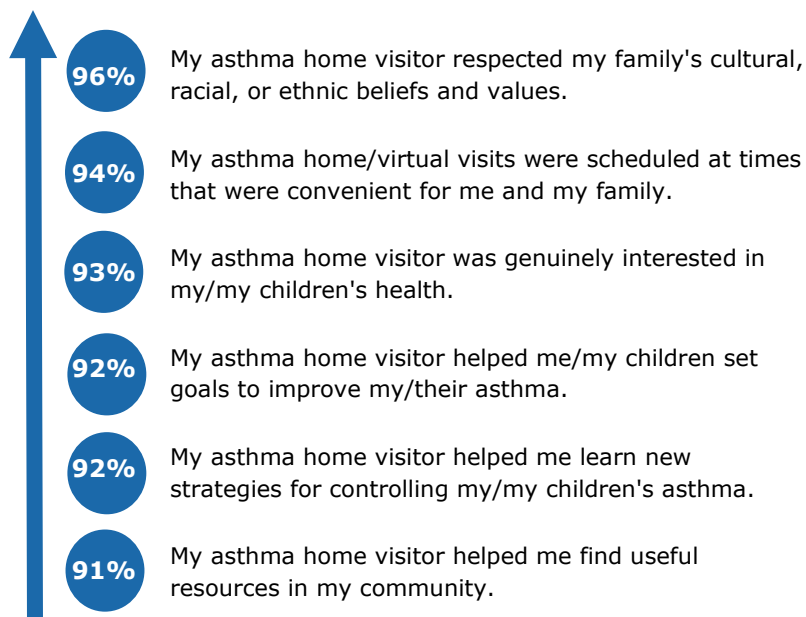 96%
My asthma home visitor respected my family's cultural,
racial, or ethnic beliefs and values.
94%
My asthma home/virtual visits were scheduled at times
that were convenient for me and my family.
93%
My asthma home visitor was genuinely interested in
my/my children's health.
92%
My asthma home visitor helped me/my children set
goals to improve my/their asthma.
92%
My asthma home visitor helped me learn new
strategies for controlling my/my children's asthma.
91%
My asthma home visitor helped me find useful
resources in my community.